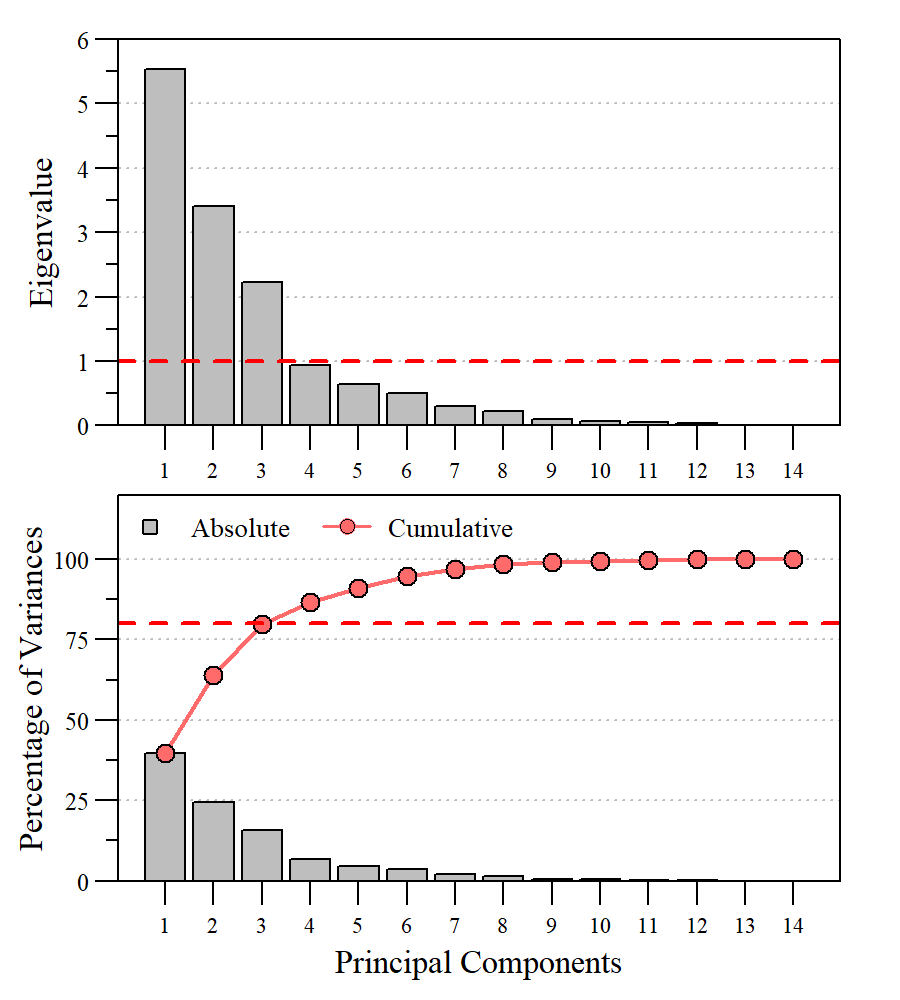 6
5
4
3
2
1
0
Eigenvalue
1 2 3 4 5 6 7 8 9 10 11 12 13 14
Absolute Cumulative
100
75
50
25
0
Percentage of Variances
1 2 3 4 5 6 7 8 9 10 11 12 13 14
Principal Components